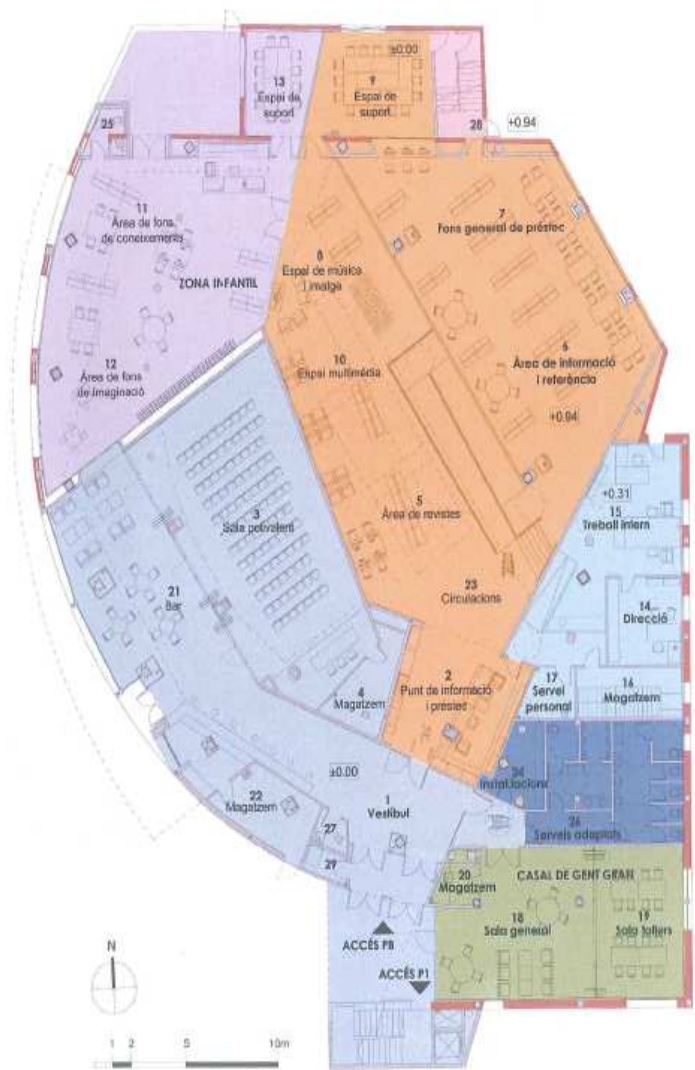 ±0.00
13
Espai de
suport
9
Espai de
suport
25
28
+0.94
11
Àrea de fons
de coneixements
7
Fons general de préstec
8
Espai de música
i imatge
ZONA INFANTIL
12
Àrea de fons
de imaginació
10
Espai multimèdia
6
Àrea de informació
i referència
+0.94
3
Sala polivalent
5
Àrea de revistes
+0.31
15
Treball intern
21
Bar
23
Circulacions
14
Direcció
4
Magatzem
2
Punt de informació
i préstec
17
Servei
personal
16
Magatzem
±0.00
24
Instal·lacions
22
Magatzem
1
Vestíbul
27
26
Serveis adaptats
29
20
Magatzem
CASAL DE GENT GRAN
18
Sala general
19
Sala tallers
ACCÉS PB
ACCÉS P1
N
1 2 5 10m